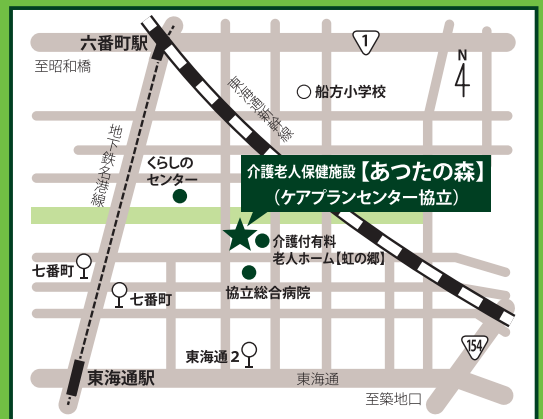 六番町駅
1
至昭和橋
N
船方小学校
東海道新幹線
地下鉄名港線
くらしの
センター
介護老人保健施設【あつたの森】
(ケアプランセンター協立)
介護付有料
老人ホーム【虹の郷】
七番町
協立総合病院
七番町
154
東海通2
東海通駅
東海通
至築地口